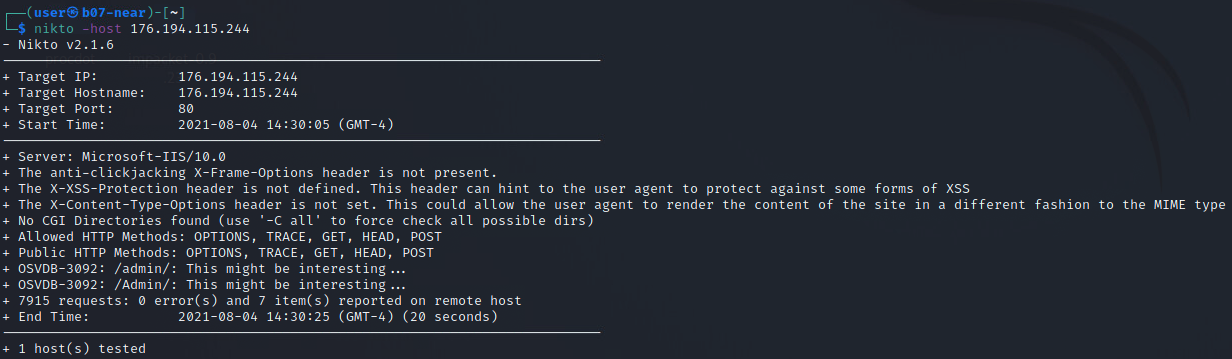 ┌──(user㉿b07-near)-[~]
└─$ nikto -host 176.194.115.244
- Nikto v2.1.6
---------------------------------------------------------------------------
+ Target IP:          176.194.115.244
+ Target Hostname:    176.194.115.244
+ Target Port:        80
+ Start Time:         2021-08-04 14:30:05 (GMT-4)
---------------------------------------------------------------------------
+ Server: Microsoft-IIS/10.0
+ The anti-clickjacking X-Frame-Options header is not present.
+ The X-XSS-Protection header is not defined. This header can hint to the user agent to protect against some forms of XSS
+ The X-Content-Type-Options header is not set. This could allow the user agent to render the content of the site in a different fashion to the MIME type
+ No CGI Directories found (use '-C all' to force check all possible dirs)
+ Allowed HTTP Methods: OPTIONS, TRACE, GET, HEAD, POST
+ Public HTTP Methods: OPTIONS, TRACE, GET, HEAD, POST
+ OSVDB-3092: /admin/: This might be interesting...
+ OSVDB-3092: /Admin/: This might be interesting...
+ 7915 requests: 0 error(s) and 7 item(s) reported on remote host
+ End Time:           2021-08-04 14:30:25 (GMT-4) (20 seconds)
---------------------------------------------------------------------------
+ 1 host(s) tested